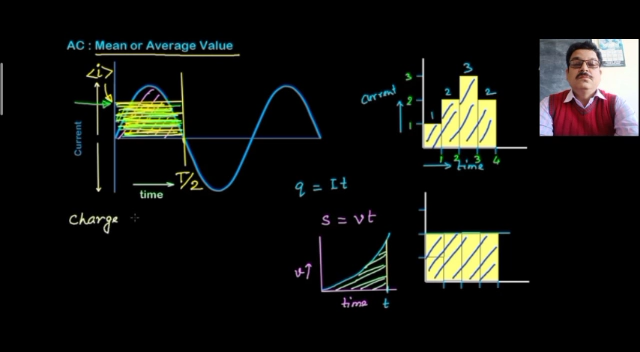 AC : Mean or Average Value
<i>
Current
time
T/2
Charge
q = It
s = vt
v↑
time t
Current
3
2
1
1 2 3 2
1 2 3 4
time